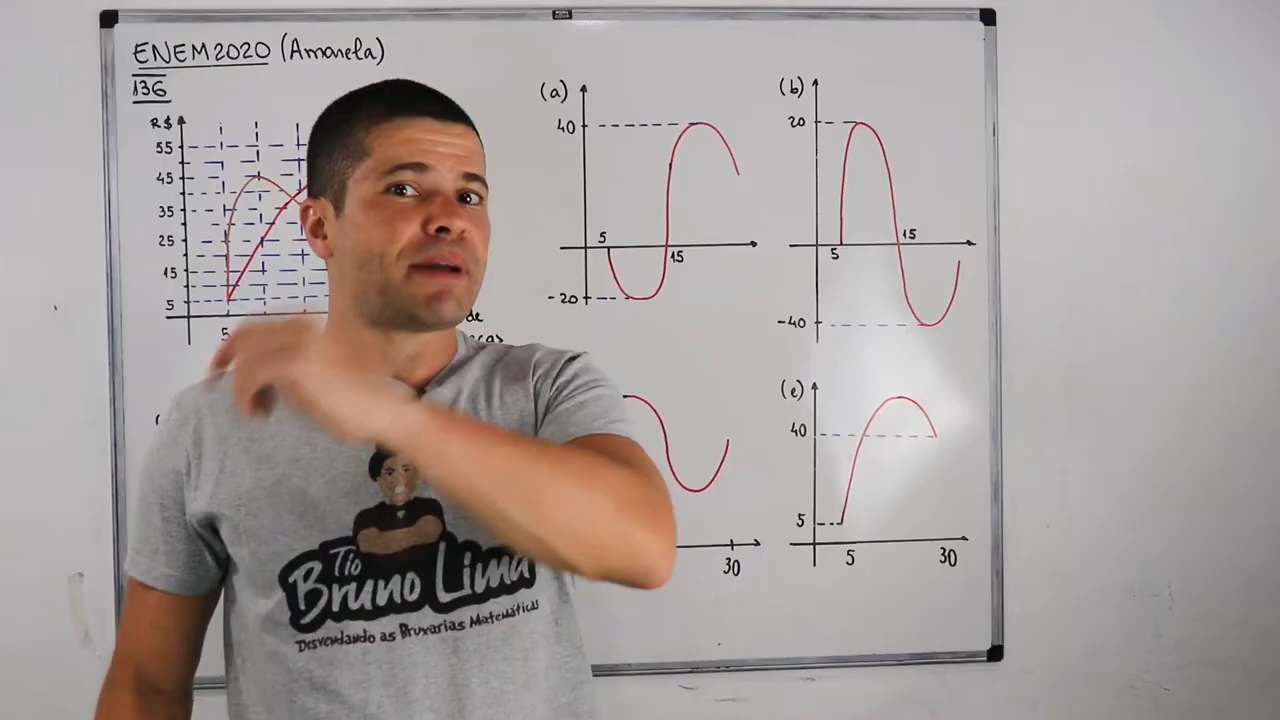 ENEM2020 (Amarela)
136
R$
55
45
35
25
15
5
5
de
(a)
40
5
15
-20
(b)
20
15
5
-40
30
(e)
40
5
5
30
Tio
Bruno Lima
Desvendando as Bruxarias Matemáticas